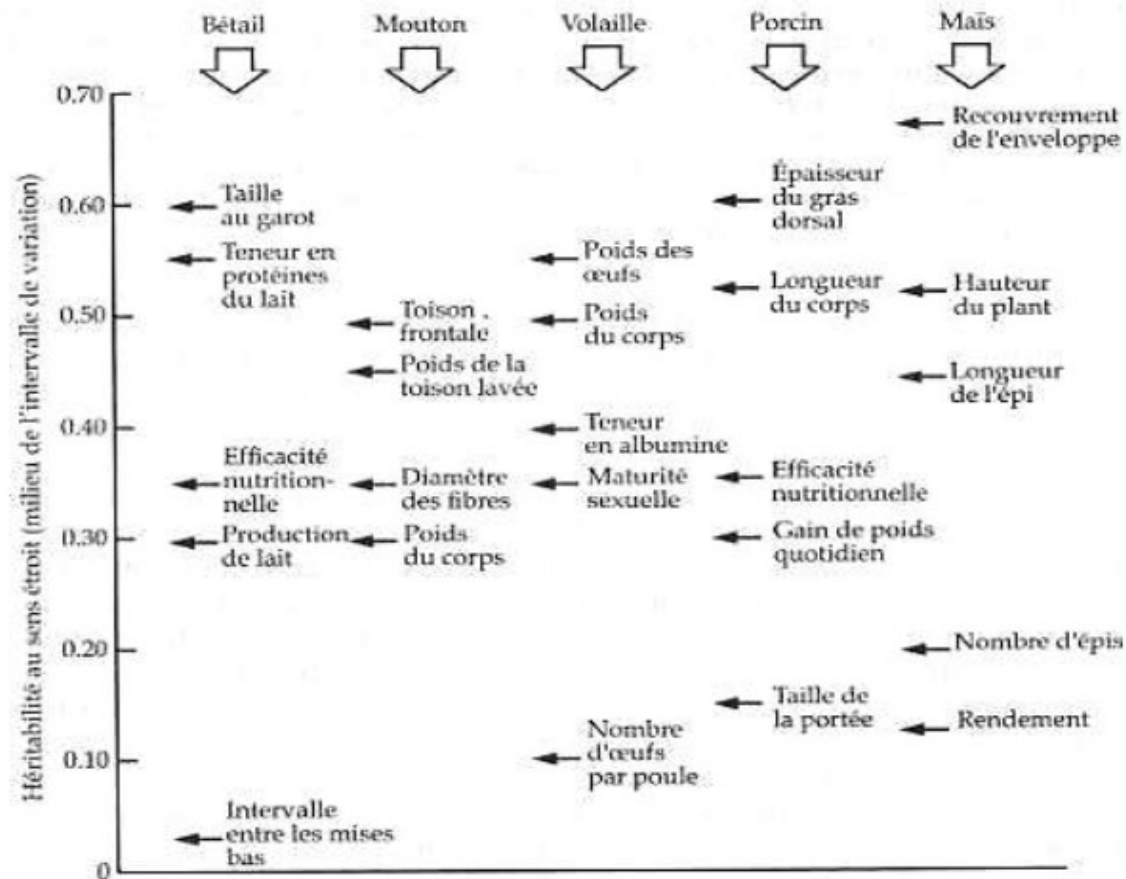 Bétail
Mouton
Volaille
Porcin
Maïs
Héritabilité au sens étroit (milieu de l'intervalle de variation)
0,70
0.60
0.50
0.40
0.30
0.20
0.10
0
Taille
au garot
Teneur en
protéines
du lait
Efficacité
nutrition-
nelle
Production
de lait
Intervalle
entre les mises
bas
Toison .
frontale
Poids de la
toison lavée
Diamètre
des fibres
Poids
du corps
Poids des
œufs
Poids
du corps
Teneur
en albumine
Maturité
sexuelle
Nombre
d'œufs
par poule
Épaisseur
du gras
dorsal
Longueur
du corps
Efficacité
nutritionnelle
Gain de poids
quotidien
Taille de
la portée
Recouvrement
de l'enveloppe
Hauteur
du plant
Longueur
de l'épi
Nombre d'épis
Rendement